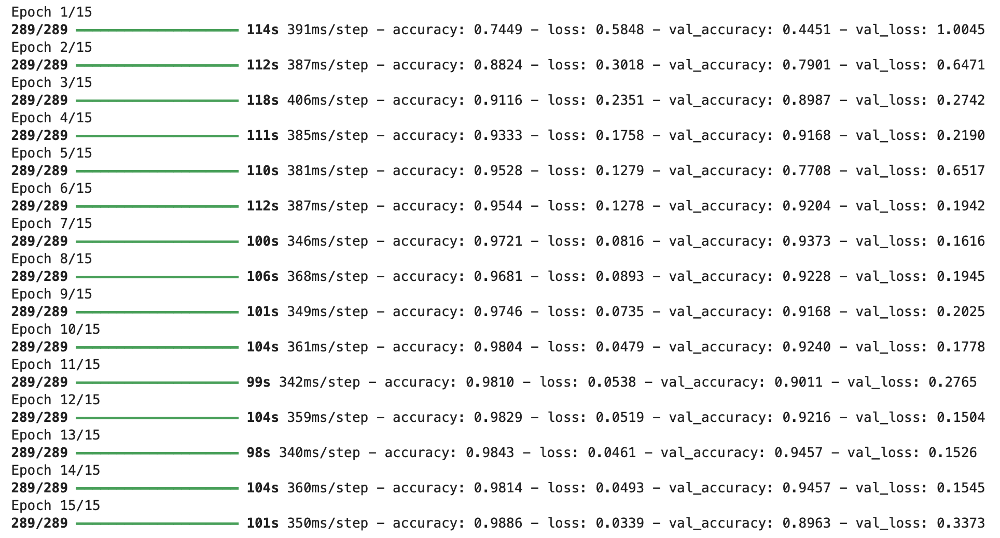 Epoch 1/15
289/289 ━━━━━━━━━━━━━━━━━━━━ 114s 391ms/step - accuracy: 0.7449 - loss: 0.5848 - val_accuracy: 0.4451 - val_loss: 1.0045
Epoch 2/15
289/289 ━━━━━━━━━━━━━━━━━━━━ 112s 387ms/step - accuracy: 0.8824 - loss: 0.3018 - val_accuracy: 0.7901 - val_loss: 0.6471
Epoch 3/15
289/289 ━━━━━━━━━━━━━━━━━━━━ 118s 406ms/step - accuracy: 0.9116 - loss: 0.2351 - val_accuracy: 0.8987 - val_loss: 0.2742
Epoch 4/15
289/289 ━━━━━━━━━━━━━━━━━━━━ 111s 385ms/step - accuracy: 0.9333 - loss: 0.1758 - val_accuracy: 0.9168 - val_loss: 0.2190
Epoch 5/15
289/289 ━━━━━━━━━━━━━━━━━━━━ 110s 381ms/step - accuracy: 0.9528 - loss: 0.1279 - val_accuracy: 0.7708 - val_loss: 0.6517
Epoch 6/15
289/289 ━━━━━━━━━━━━━━━━━━━━ 112s 387ms/step - accuracy: 0.9544 - loss: 0.1278 - val_accuracy: 0.9204 - val_loss: 0.1942
Epoch 7/15
289/289 ━━━━━━━━━━━━━━━━━━━━ 100s 346ms/step - accuracy: 0.9721 - loss: 0.0816 - val_accuracy: 0.9373 - val_loss: 0.1616
Epoch 8/15
289/289 ━━━━━━━━━━━━━━━━━━━━ 106s 368ms/step - accuracy: 0.9681 - loss: 0.0893 - val_accuracy: 0.9228 - val_loss: 0.1945
Epoch 9/15
289/289 ━━━━━━━━━━━━━━━━━━━━ 101s 349ms/step - accuracy: 0.9746 - loss: 0.0735 - val_accuracy: 0.9168 - val_loss: 0.2025
Epoch 10/15
289/289 ━━━━━━━━━━━━━━━━━━━━ 104s 361ms/step - accuracy: 0.9804 - loss: 0.0479 - val_accuracy: 0.9240 - val_loss: 0.1778
Epoch 11/15
289/289 ━━━━━━━━━━━━━━━━━━━━ 99s 342ms/step - accuracy: 0.9810 - loss: 0.0538 - val_accuracy: 0.9011 - val_loss: 0.2765
Epoch 12/15
289/289 ━━━━━━━━━━━━━━━━━━━━ 104s 359ms/step - accuracy: 0.9829 - loss: 0.0519 - val_accuracy: 0.9216 - val_loss: 0.1504
Epoch 13/15
289/289 ━━━━━━━━━━━━━━━━━━━━ 98s 340ms/step - accuracy: 0.9843 - loss: 0.0461 - val_accuracy: 0.9457 - val_loss: 0.1526
Epoch 14/15
289/289 ━━━━━━━━━━━━━━━━━━━━ 104s 360ms/step - accuracy: 0.9814 - loss: 0.0493 - val_accuracy: 0.9457 - val_loss: 0.1545
Epoch 15/15
289/289 ━━━━━━━━━━━━━━━━━━━━ 101s 350ms/step - accuracy: 0.9886 - loss: 0.0339 - val_accuracy: 0.8963 - val_loss: 0.3373